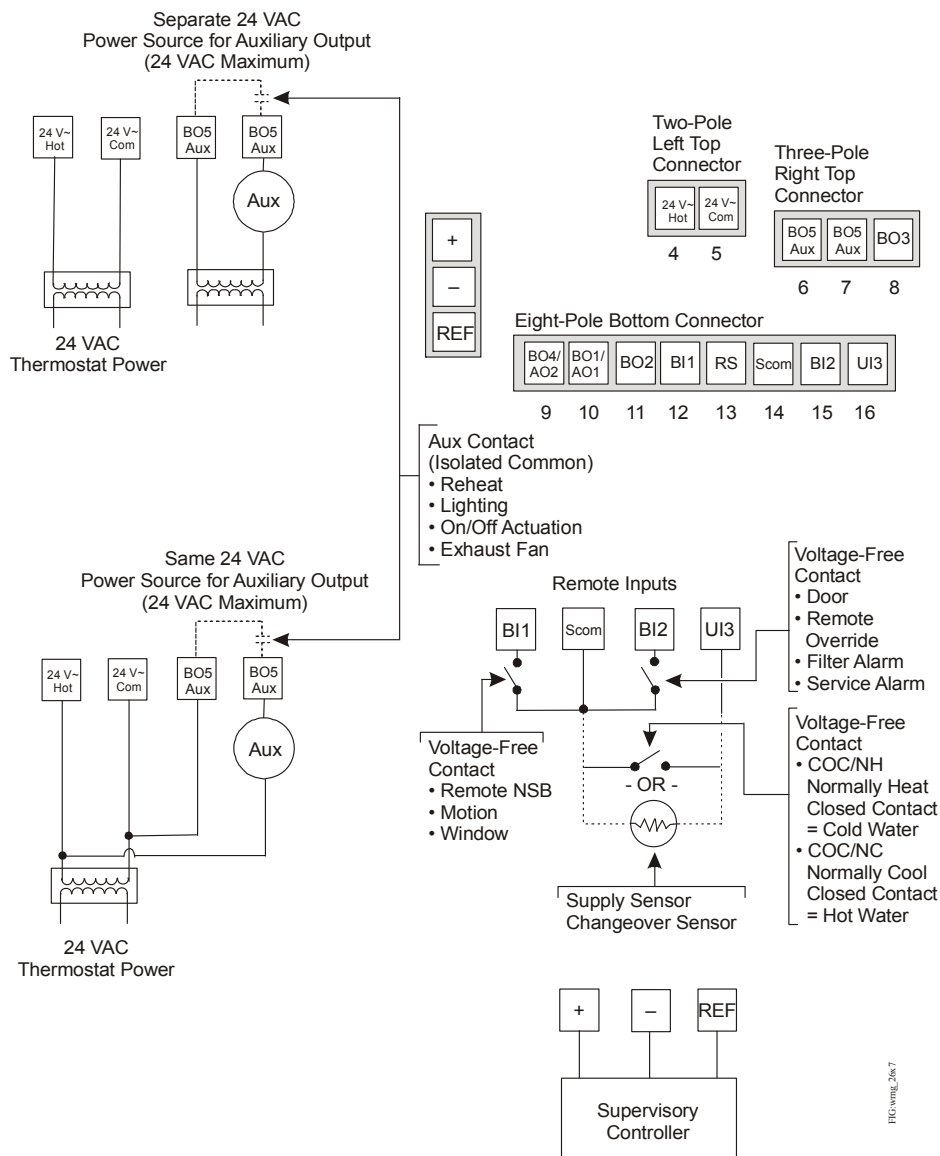 Separate 24 VAC
Power Source for Auxiliary Output
(24 VAC Maximum)
24 V~
Hot
24 V~
Com
BO5
Aux
BO5
Aux
Aux
24 VAC
Thermostat Power
+
–
REF
Two-Pole
Left Top
Connector
24 V~
Hot
24 V~
Com
4 5
Three-Pole
Right Top
Connector
BO5
Aux
BO5
Aux
BO3
6 7 8
Eight-Pole Bottom Connector
BO4/
AO2
BO1/
AO1
BO2
BI1
RS
Scom
BI2
UI3
9 10 11 12 13 14 15 16
Aux Contact
(Isolated Common)
• Reheat
• Lighting
• On/Off Actuation
• Exhaust Fan
Same 24 VAC
Power Source for Auxiliary Output
(24 VAC Maximum)
24 V~
Hot
24 V~
Com
BO5
Aux
BO5
Aux
Aux
24 VAC
Thermostat Power
Remote Inputs
BI1
Scom
BI2
UI3
Voltage-Free
Contact
• Door
• Remote
Override
• Filter Alarm
• Service Alarm
Voltage-Free
Contact
• Remote NSB
• Motion
• Window
- OR -
Voltage-Free
Contact
• COC/NH
Normally Heat
Closed Contact
= Cold Water
• COC/NC
Normally Cool
Closed Contact
= Hot Water
Supply Sensor
Changeover Sensor
+
–
REF
Supervisory
Controller
FIG:wmg_26x7